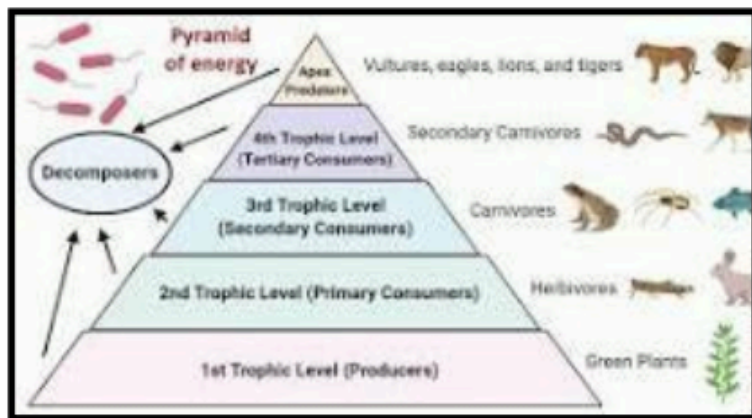 Pyramid
of energy
Apex
Predators
Vultures, eagles, lions, and tigers
4th Trophic Level
(Tertiary Consumers)
Secondary Carnivores
Decomposers
3rd Trophic Level
(Secondary Consumers)
Carnivores
2nd Trophic Level (Primary Consumers)
Herbivores
1st Trophic Level (Producers)
Green Plants